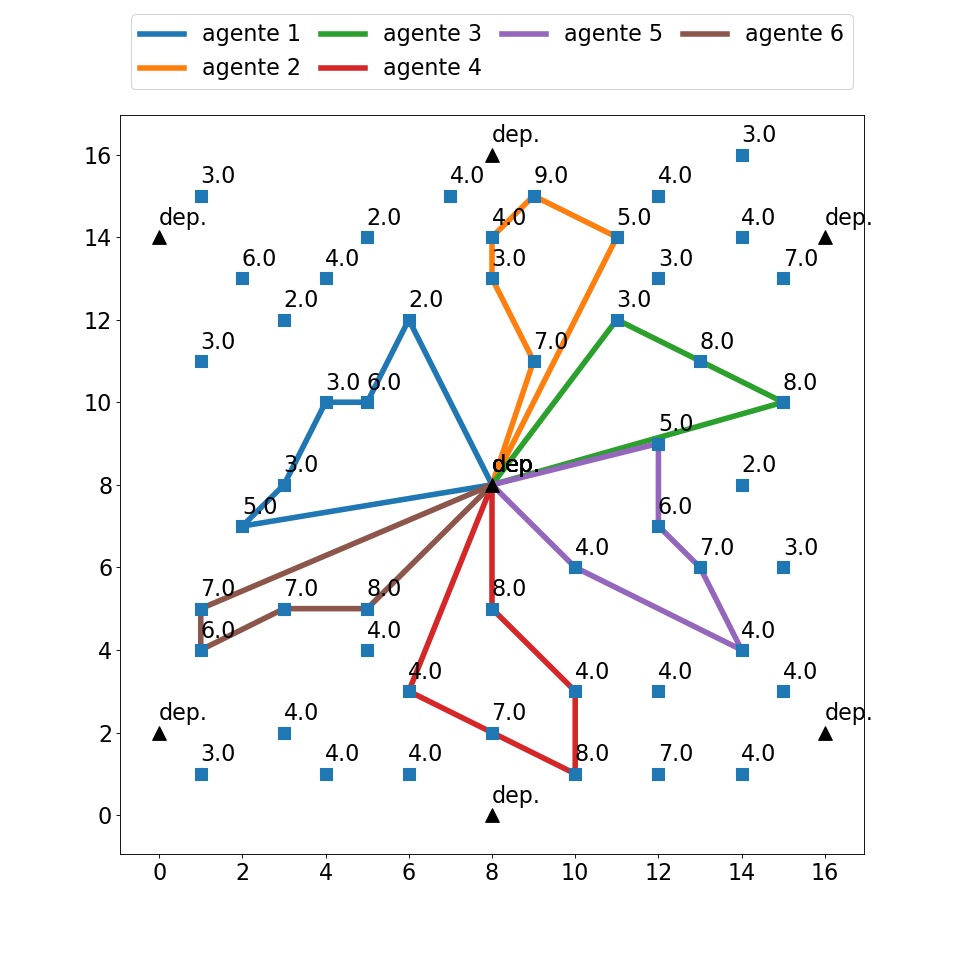 agente 1 agente 3 agente 5 agente 6
agente 2 agente 4
dep. 3.0
16
3.0 4.0 9.0 4.0
dep. 2.0 4.0 5.0 4.0 dep.
14
6.0 4.0 3.0 3.0 7.0
2.0 2.0 3.0
12
3.0 7.0 8.0
3.0 6.0 8.0
10
5.0
3.0 dep. 2.0
8
5.0 6.0
4.0 7.0 3.0
6
7.0 7.0 8.0 8.0
6.0 4.0 4.0
4
4.0 4.0 4.0 4.0
dep. 4.0 7.0 dep.
2
3.0 4.0 4.0 8.0 7.0 4.0
dep.
0
0 2 4 6 8 10 12 14 16